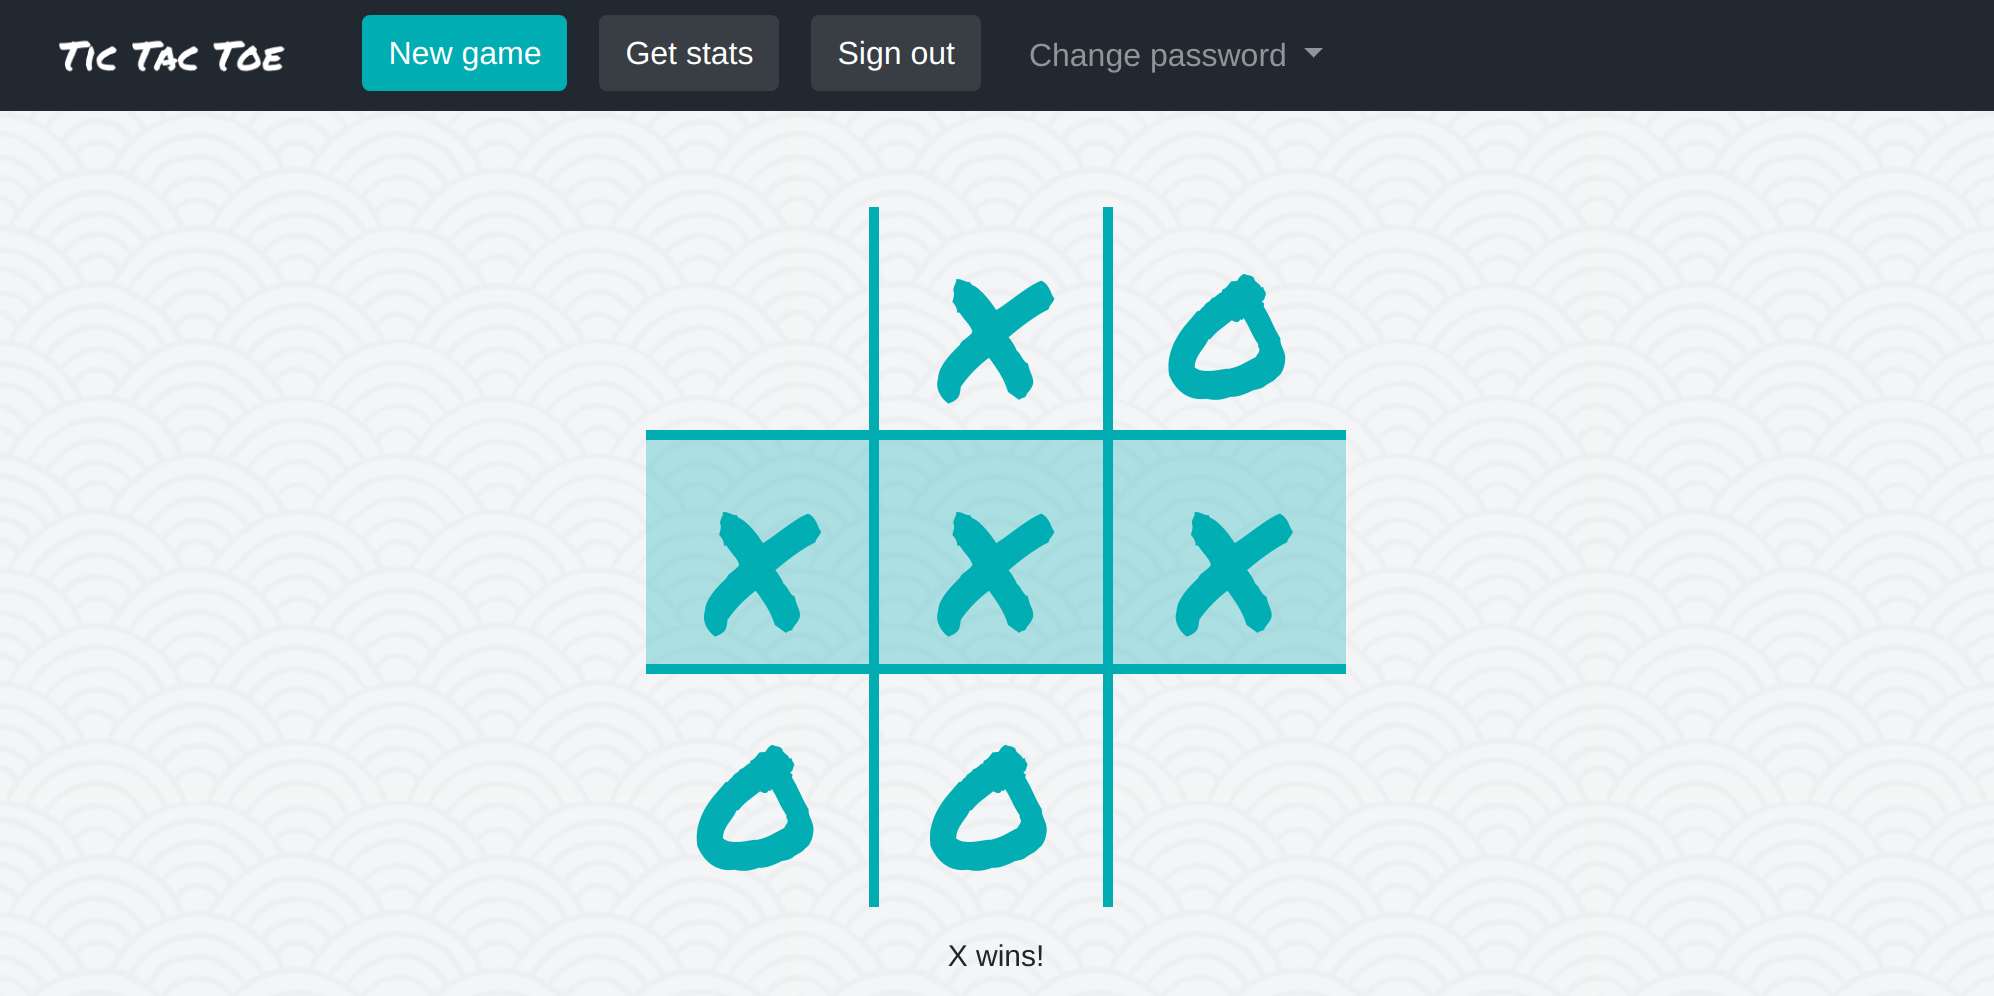 Tic Tac Toe New game Get stats Sign out Change password
X O
X X X
O O
X wins!